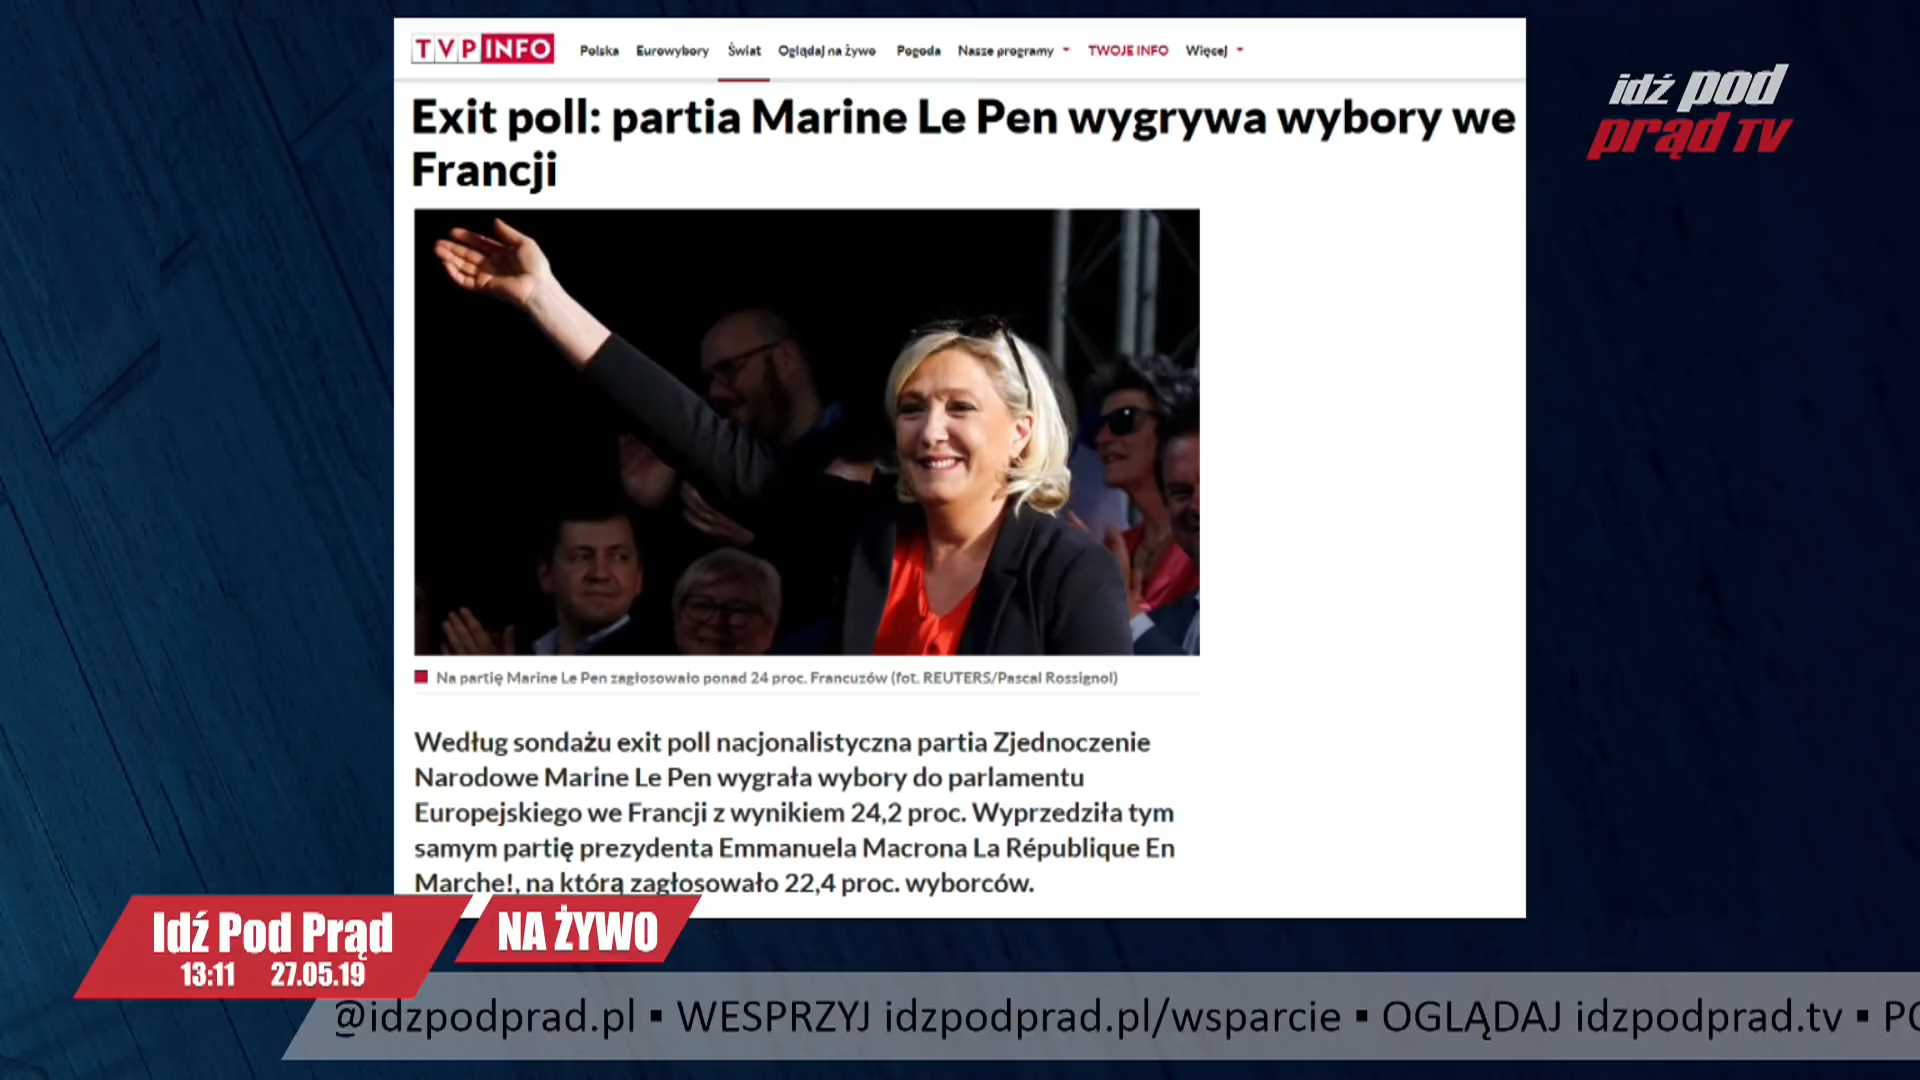 TVP INFO
Polska Eurowybory Świat Oglądaj na żywo Pogoda Nasze programy TWOJE INFO Więcej
idź pod
prąd TV
Exit poll: partia Marine Le Pen wygrywa wybory we
Francji
Na partię Marine Le Pen zagłosowało ponad 24 proc. Francuzów (fot. REUTERS/Pascal Rossignol)
Według sondażu exit poll nacjonalistyczna partia Zjednoczenie
Narodowe Marine Le Pen wygrała wybory do parlamentu
Europejskiego we Francji z wynikiem 24,2 proc. Wyprzedziła tym
samym partię prezydenta Emmanuela Macrona La République En
Marche!, na którą zagłosowało 22,4 proc. wyborców.
Idź Pod Prąd
NA ŻYWO
13:11 27.05.19
@idzpodprad.pl ▪ WESPRZYJ idzpodprad.pl/wsparcie ▪ OGLĄDAJ idzpodprad.tv ▪